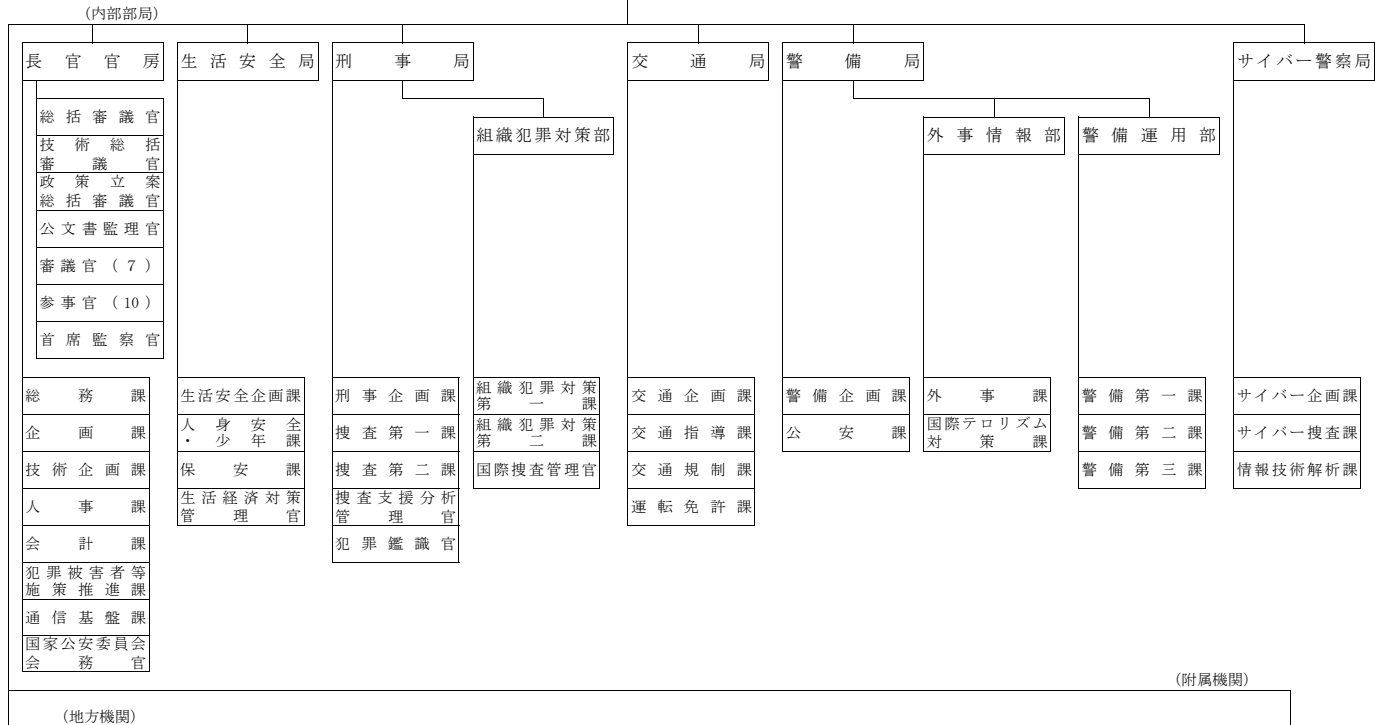 （内部部局）
長官官房
生活安全局
刑事局
交通局
警備局
サイバー警察局
総括審議官
技術総括
審議官
政策立案
総括審議官
公文書監理官
審議官（7）
参事官（10）
首席監察官
組織犯罪対策部
外事情報部
警備運用部
総務課
企画課
技術企画課
人事課
会計課
犯罪被害者等
施策推進課
通信基盤課
国家公安委員会
会務官
生活安全企画課
人身安全
・少年課
保安課
生活経済対策
管理官
刑事企画課
捜査第一課
捜査第二課
捜査支援分析
管理官
犯罪鑑識官
組織犯罪対策
第一課
組織犯罪対策
第二課
国際捜査管理官
交通企画課
交通指導課
交通規制課
運転免許課
警備企画課
公安課
外事課
国際テロリズム
対策課
警備第一課
警備第二課
警備第三課
サイバー企画課
サイバー捜査課
情報技術解析課
（附属機関）
（地方機関）